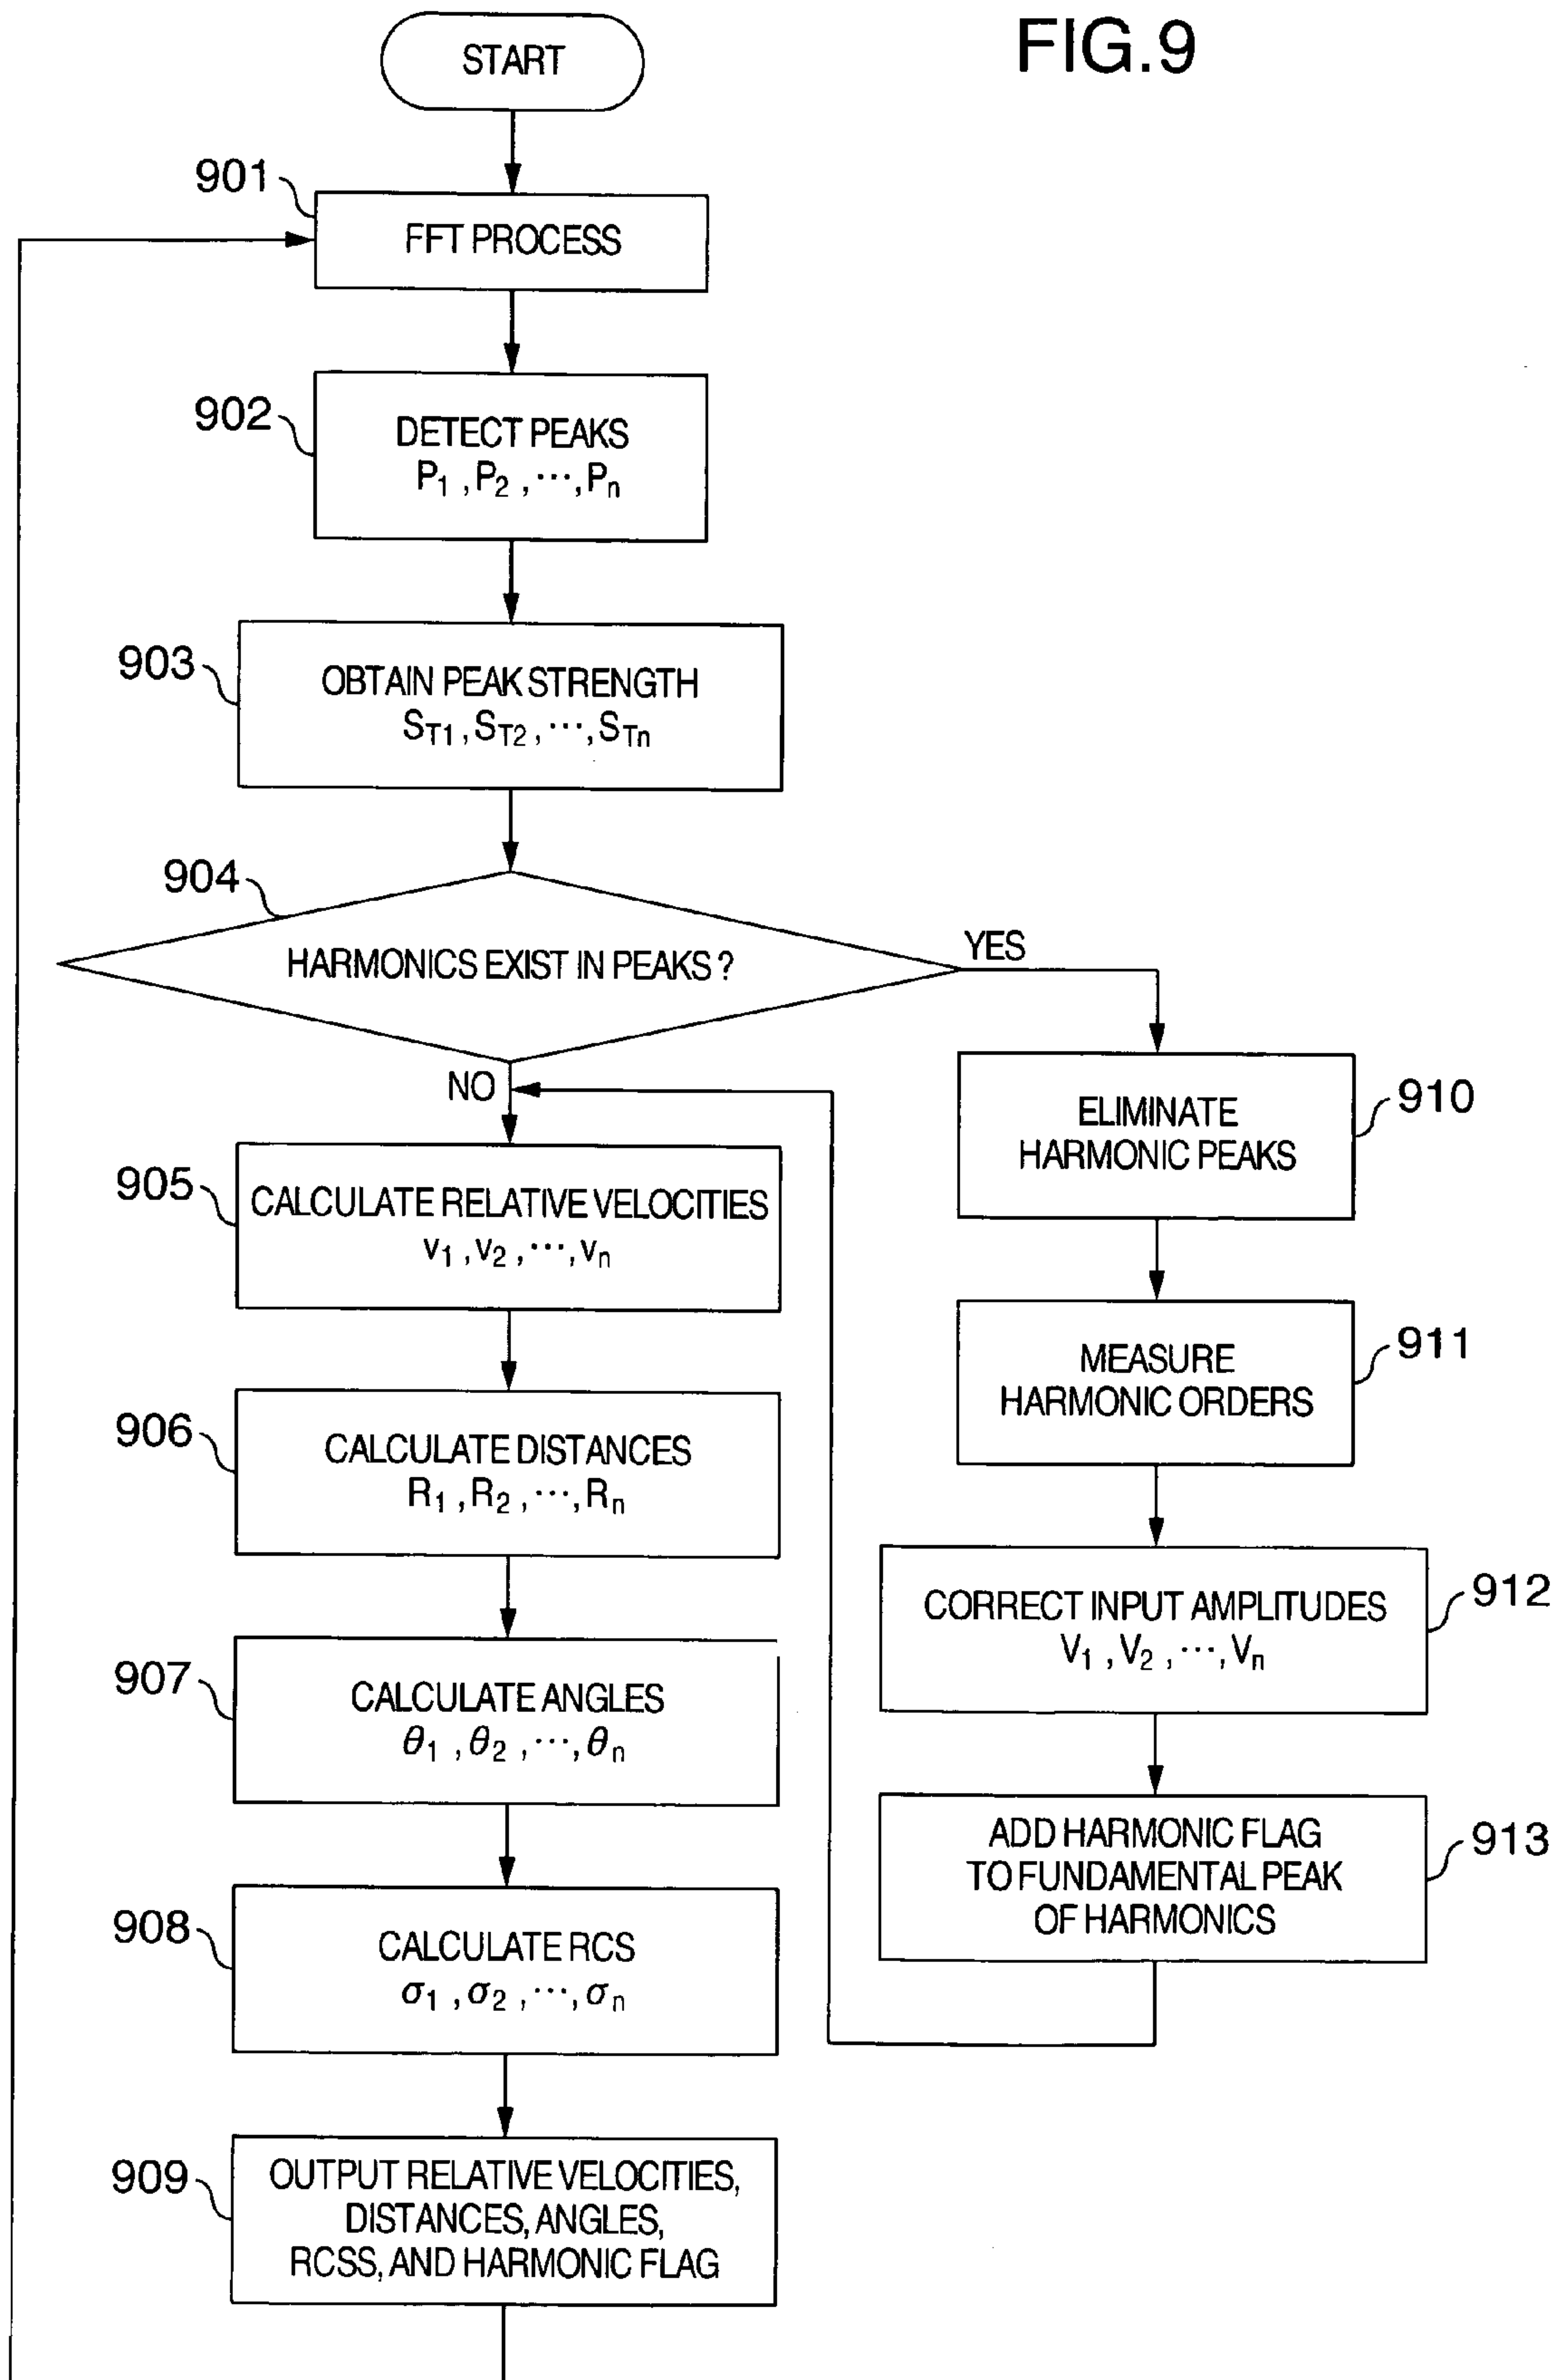 FIG.9
START
901
FFT PROCESS
902
DETECT PEAKS
P1 ,P2 ,⋯,Pn
903
OBTAIN PEAK STRENGTH
ST1,ST2 ,⋯,STn
904
HARMONICS EXIST IN PEAKS ?
YES
NO
905
CALCULATE RELATIVE VELOCITIES
v1 ,v2 ,⋯,vn
906
CALCULATE DISTANCES
R1 ,R2 ,⋯,Rn
907
CALCULATE ANGLES
θ1 ,θ2 ,⋯,θn
908
CALCULATE RCS
σ1 ,σ2 ,⋯,σn
909
OUTPUT RELATIVE VELOCITIES,
DISTANCES, ANGLES,
RCSS, AND HARMONIC FLAG
910
ELIMINATE
HARMONIC PEAKS
911
MEASURE
HARMONIC ORDERS
912
CORRECT INPUT AMPLITUDES
V1 ,V2 ,⋯,Vn
913
ADD HARMONIC FLAG
TO FUNDAMENTAL PEAK
OF HARMONICS